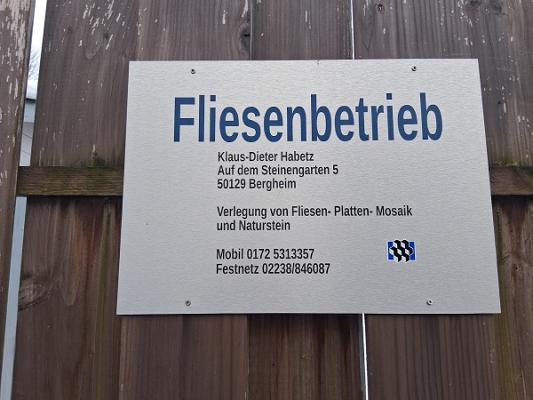 Fliesenbetrieb
Klaus-Dieter Habetz
Auf dem Steinengarten 5
50129 Bergheim
Verlegung von Fliesen- Platten- Mosaik
und Naturstein
Mobil 0172 5313357
Festnetz 02238/846087